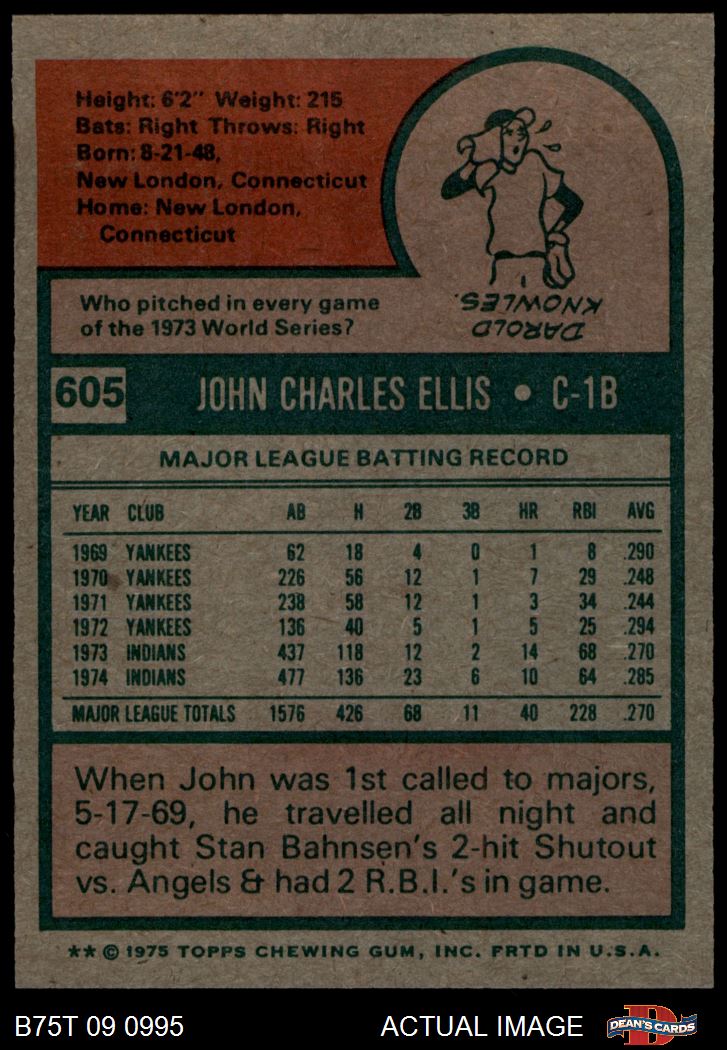 Height: 6'2" Weight: 215
Bats: Right Throws: Right
Born: 8-21-48,
New London, Connecticut
Home: New London,
Connecticut
Who pitched in every game
of the 1973 World Series?
DAROLD
KNOWLES.
605 JOHN CHARLES ELLIS • C-1B
MAJOR LEAGUE BATTING RECORD
YEAR CLUB AB H 2B 3B HR RBI AVG
1969 YANKEES 62 18 4 0 1 8 .290
1970 YANKEES 226 56 12 1 7 29 .248
1971 YANKEES 238 58 12 1 3 34 .244
1972 YANKEES 136 40 5 1 5 25 .294
1973 INDIANS 437 118 12 2 14 68 .270
1974 INDIANS 477 136 23 6 10 64 .285
MAJOR LEAGUE TOTALS 1576 426 68 11 40 228 .270
When John was 1st called to majors,
5-17-69, he travelled all night and
caught Stan Bahnsen's 2-hit Shutout
vs. Angels & had 2 R.B.I.'s in game.
** © 1975 TOPPS CHEWING GUM, INC. PRTD IN U.S.A.
B75T 09 0995 ACTUAL IMAGE DEAN'S CARDS